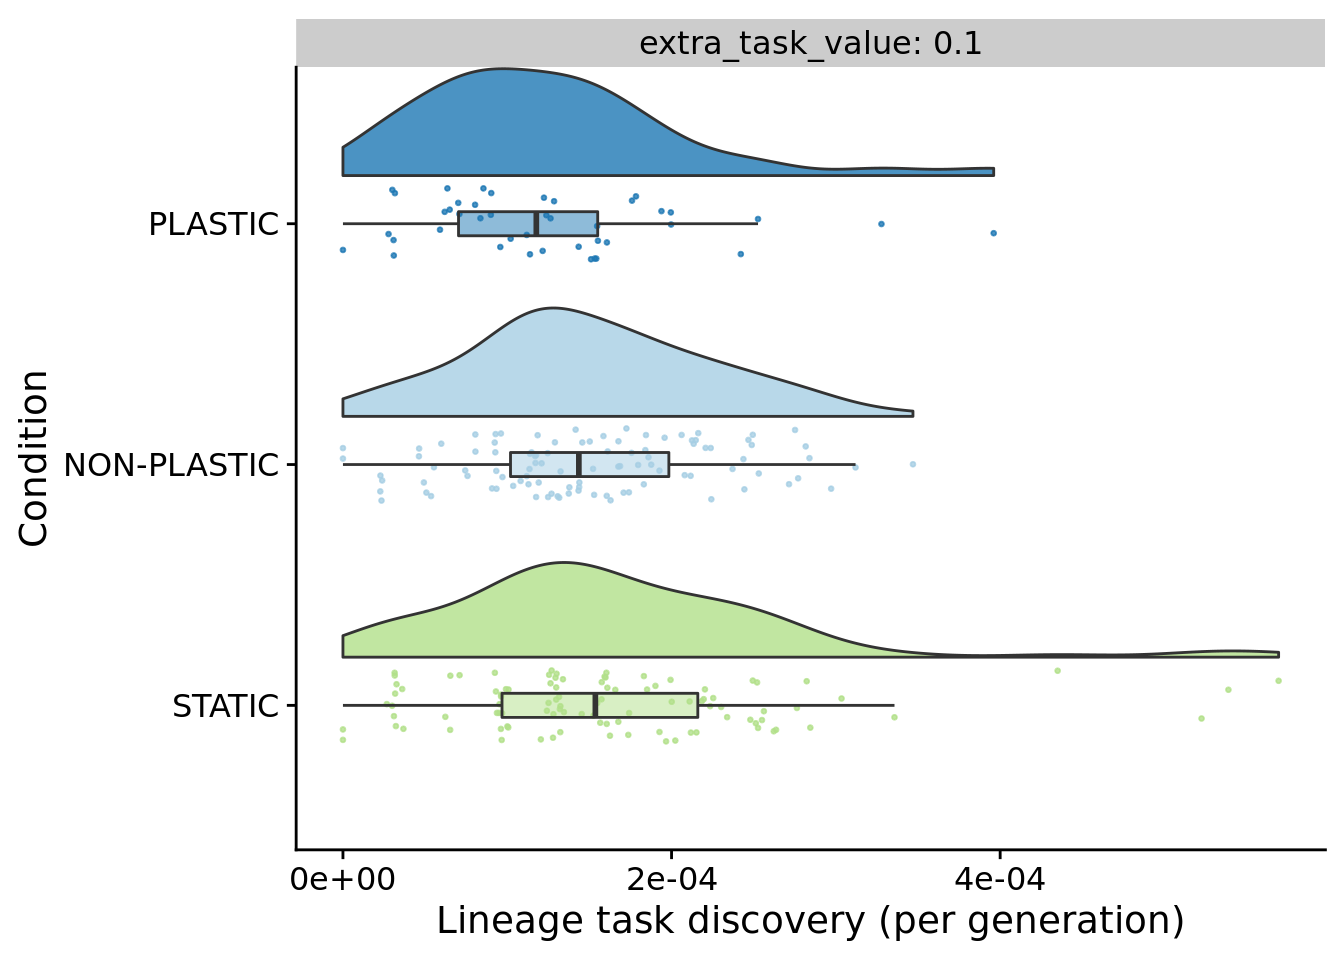 extra_task_value: 0.1
PLASTIC
NON-PLASTIC
STATIC
Condition
0e+00 2e-04 4e-04
Lineage task discovery (per generation)